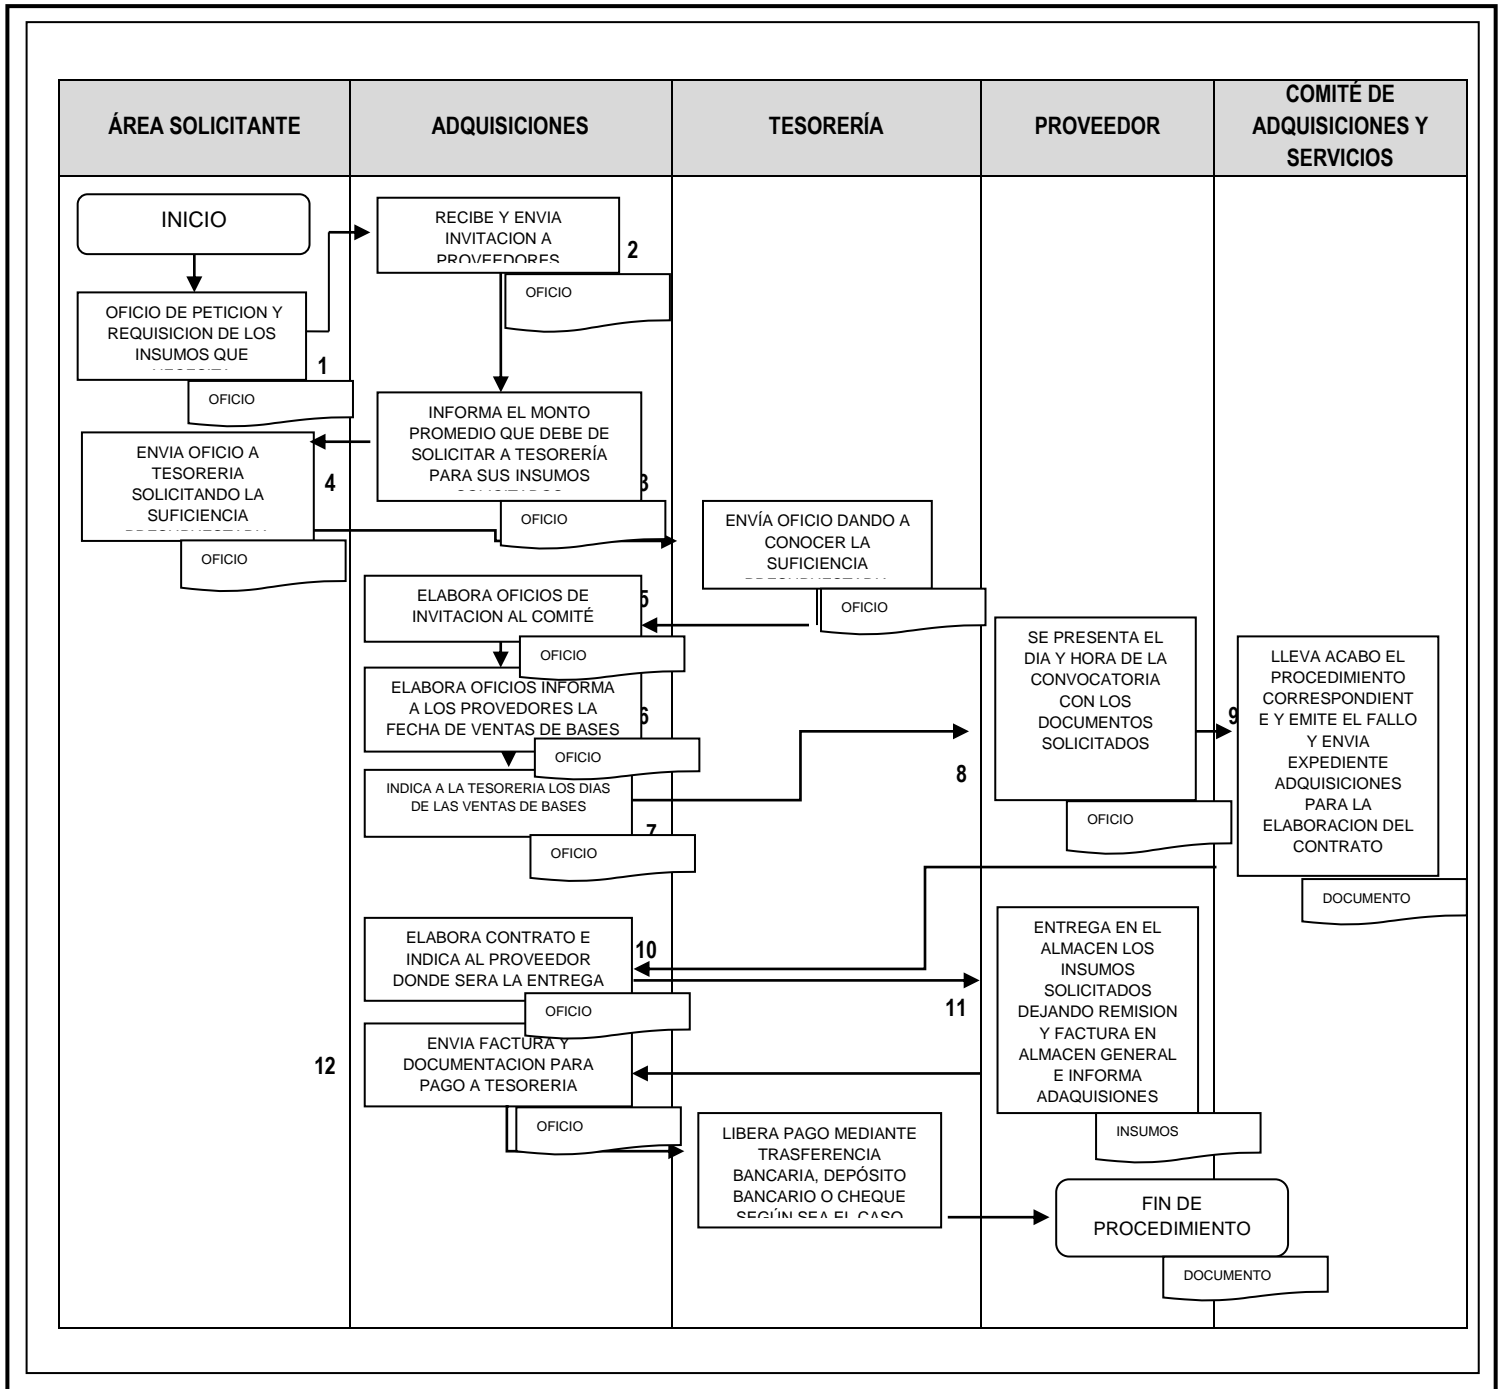 ÁREA SOLICITANTE
ADQUISICIONES
TESORERÍA
PROVEEDOR
COMITÉ DE
ADQUISICIONES Y
SERVICIOS
INICIO
OFICIO DE PETICION Y
REQUISICION DE LOS
INSUMOS QUE
1
OFICIO
RECIBE Y ENVIA
INVITACION A
PROVEEDORES
2
OFICIO
INFORMA EL MONTO
PROMEDIO QUE DEBE DE
SOLICITAR A TESORERÍA
PARA SUS INSUMOS
3
OFICIO
ENVIA OFICIO A
TESORERIA
SOLICITANDO LA
SUFICIENCIA
4
OFICIO
ENVÍA OFICIO DANDO A
CONOCER LA
SUFICIENCIA
OFICIO
ELABORA OFICIOS DE
INVITACION AL COMITÉ
5
OFICIO
ELABORA OFICIOS INFORMA
A LOS PROVEDORES LA
FECHA DE VENTAS DE BASES
6
OFICIO
INDICA A LA TESORERIA LOS DIAS
DE LAS VENTAS DE BASES
7
OFICIO
SE PRESENTA EL
DIA Y HORA DE LA
CONVOCATORIA
CON LOS
DOCUMENTOS
SOLICITADOS
8
OFICIO
LLEVA ACABO EL
PROCEDIMIENTO
CORRESPONDIENT
E Y EMITE EL FALLO
Y ENVIA
EXPEDIENTE
ADQUISICIONES
PARA LA
ELABORACION DEL
CONTRATO
9
DOCUMENTO
ELABORA CONTRATO E
INDICA AL PROVEEDOR
DONDE SERA LA ENTREGA
10
OFICIO
ENTREGA EN EL
ALMACEN LOS
INSUMOS
SOLICITADOS
DEJANDO REMISION
Y FACTURA EN
ALMACEN GENERAL
E INFORMA
ADAQUISIONES
11
INSUMOS
ENVIA FACTURA Y
DOCUMENTACION PARA
PAGO A TESORERIA
12
OFICIO
LIBERA PAGO MEDIANTE
TRASFERENCIA
BANCARIA, DEPÓSITO
BANCARIO O CHEQUE
SEGÚN SEA EL CASO
FIN DE
PROCEDIMIENTO
DOCUMENTO